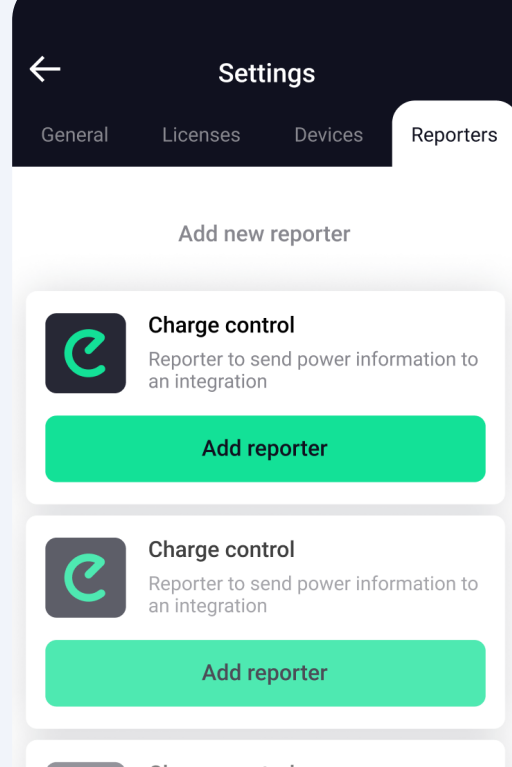 Settings
General Licenses Devices Reporters
Add new reporter
Charge control
Reporter to send power information to
an integration
Add reporter
Charge control
Reporter to send power information to
an integration
Add reporter